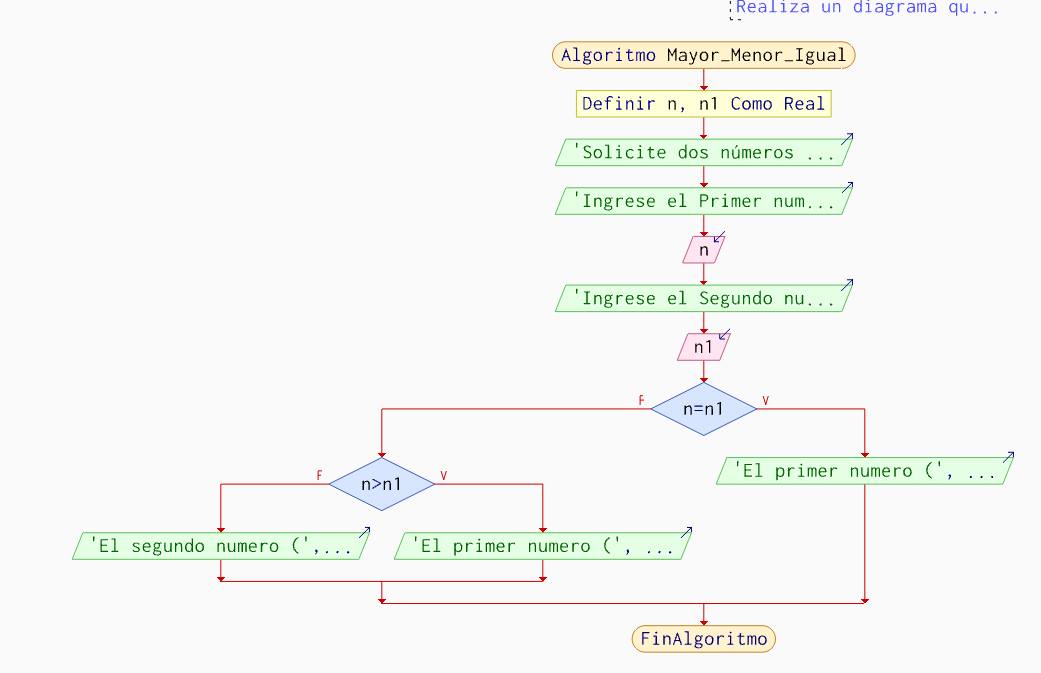 Realiza un diagrama qu...
Algoritmo Mayor_Menor_Igual
Definir n, n1 Como Real
'Solicite dos números ...
'Ingrese el Primer num...
n
'Ingrese el Segundo nu...
n1
F
n=n1
V
'El primer numero (', ...
F
n>n1
V
'El segundo numero (',...
'El primer numero (', ...
FinAlgoritmo